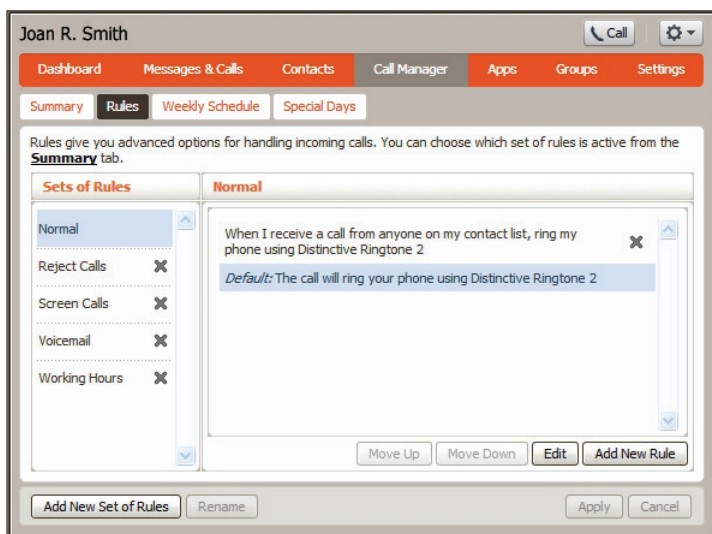 Joan R. Smith
Call
Dashboard Messages & Calls Contacts Call Manager Apps Groups Settings
Summary Rules Weekly Schedule Special Days
Rules give you advanced options for handling incoming calls. You can choose which set of rules is active from the
Summary tab.
Sets of Rules
Normal
Reject Calls
Screen Calls
Voicemail
Working Hours
Normal
When I receive a call from anyone on my contact list, ring my
phone using Distinctive Ringtone 2
Default: The call will ring your phone using Distinctive Ringtone 2
Move Up Move Down Edit Add New Rule
Add New Set of Rules Rename Apply Cancel